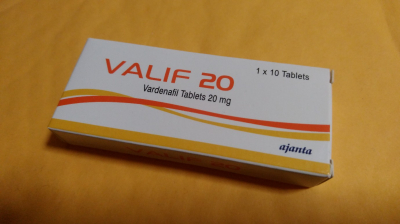 VALIF 20
1 x 10 Tablets
Vardenafil Tablets 20 mg
ajanta